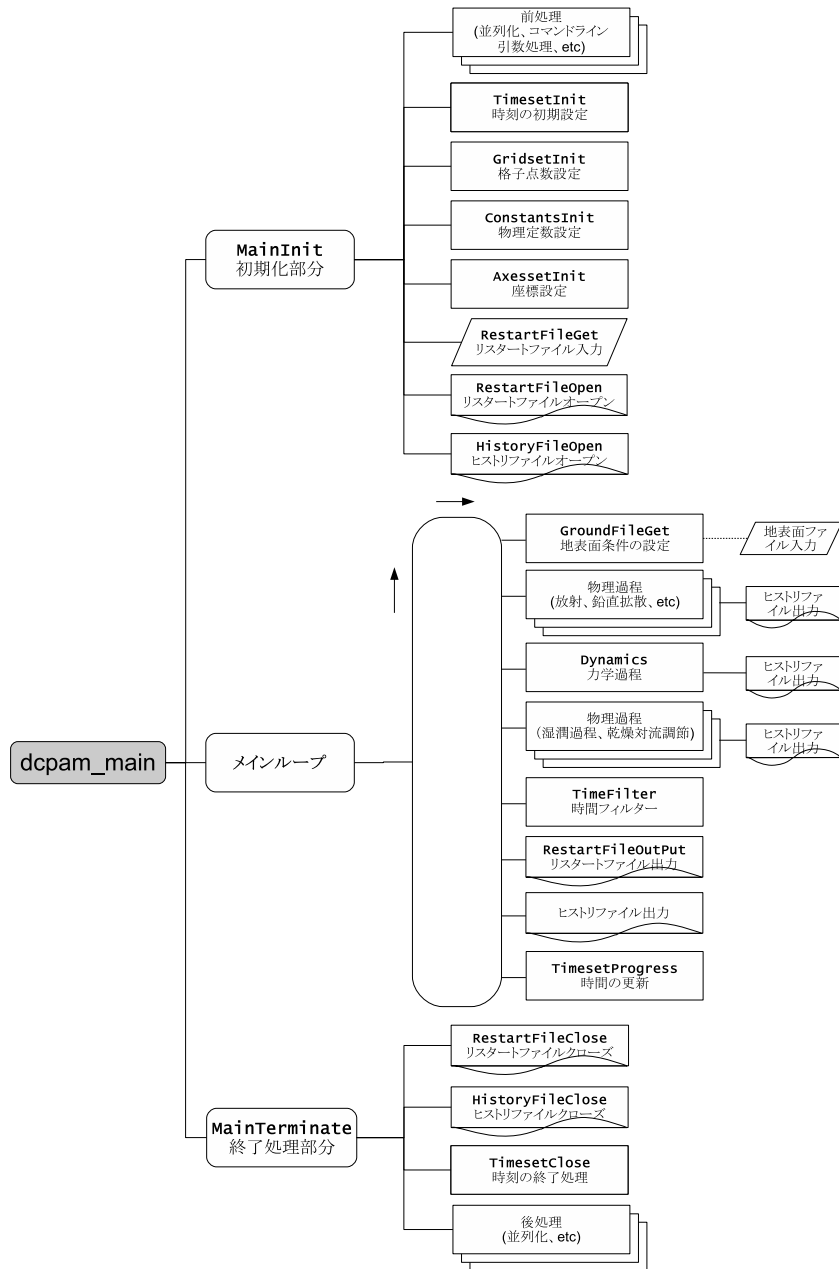 前処理
(並列化、コマンドライン
引数処理、etc)
TimesetInit
時刻の初期設定
GridsetInit
格子点数設定
ConstantsInit
物理定数設定
AxessetInit
座標設定
RestartFileGet
リスタートファイル入力
RestartFileOpen
リスタートファイルオープン
HistoryFileOpen
ヒストリファイルオープン
MainInit
初期化部分
GroundFileGet
地表面条件の設定
地表面ファ
イル入力
物理過程
(放射、鉛直拡散、etc)
ヒストリファ
イル出力
Dynamics
力学過程
ヒストリファ
イル出力
物理過程
(湿潤過程、乾燥対流調節)
ヒストリファ
イル出力
dcpam_main
メインループ
TimeFilter
時間フィルター
RestartFileOutPut
リスタートファイル出力
ヒストリファイル出力
TimesetProgress
時間の更新
RestartFileClose
リスタートファイルクローズ
HistoryFileClose
ヒストリファイルクローズ
MainTerminate
終了処理部分
TimesetClose
時刻の終了処理
後処理
(並列化、etc)